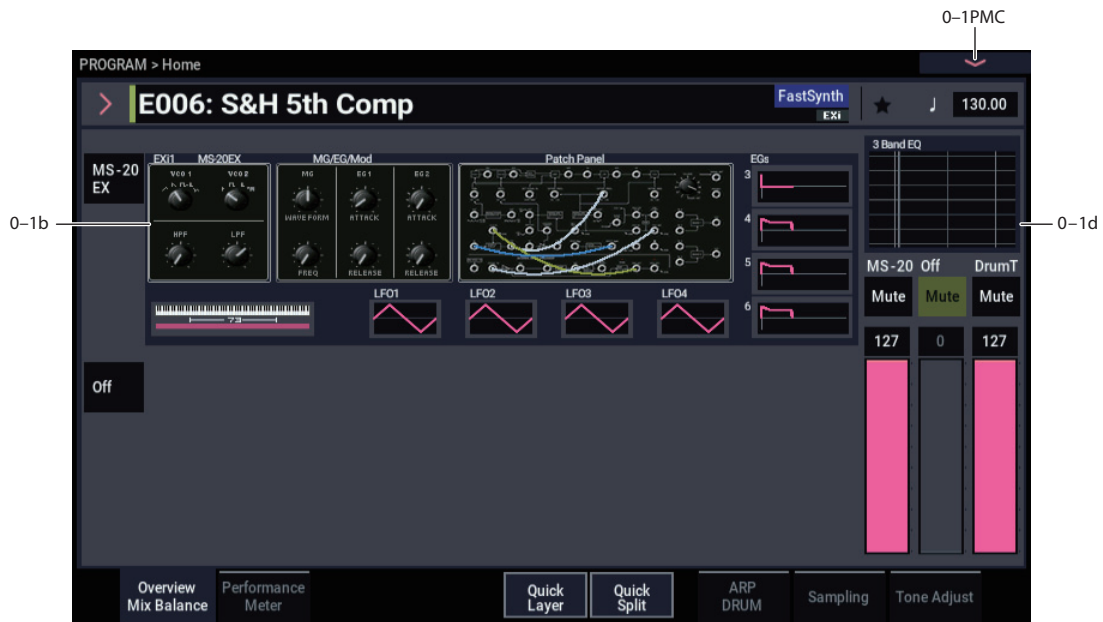 0–1PMC
PROGRAM > Home
E006: S&H 5th Comp
FastSynth
EXi
130.00
3 Band EQ
MS-20
EX
EXi1 MS-20EX
MG/EG/Mod
Patch Panel
EGs
VCO 1 VCO 2
MG EG 1 EG 2
WAVE FORM ATTACK ATTACK
HPF LPF
FREQ RELEASE RELEASE
3
4
5
6
0–1b
0–1d
MS-20 Off DrumT
Mute Mute Mute
127 0 127
73
LFO1 LFO2 LFO3 LFO4
Off
Overview
Mix Balance
Performance
Meter
Quick
Layer
Quick
Split
ARP
DRUM
Sampling
Tone Adjust